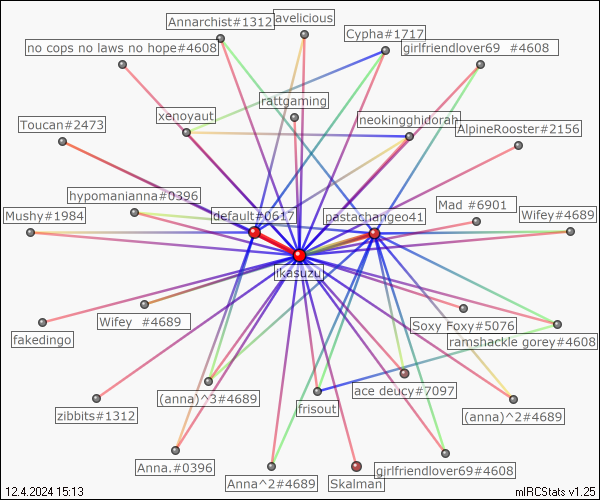 Annarchist#1312
avelicious
Cypha#1717
no cops no laws no hope#4608
girlfriendlover69 #4608
rattgaming
xenoyaut
neokingghidorah
Toucan#2473
AlpineRooster#2156
hypomanianna#0396
Mad #6901
Mushy#1984
default#0617
pastachangeo41
Wifey#4689
ikasuzu
Wifey #4689
Soxy Foxy#5076
fakedingo
ramshackle gorey#4608
ace deucy#7097
(anna)^3#4689
frisout
zibbits#1312
(anna)^2#4689
Anna.#0396
Anna^2#4689
Skalman
girlfriendlover69#4608
12.4.2024 15:13
mIRCStats v1.25